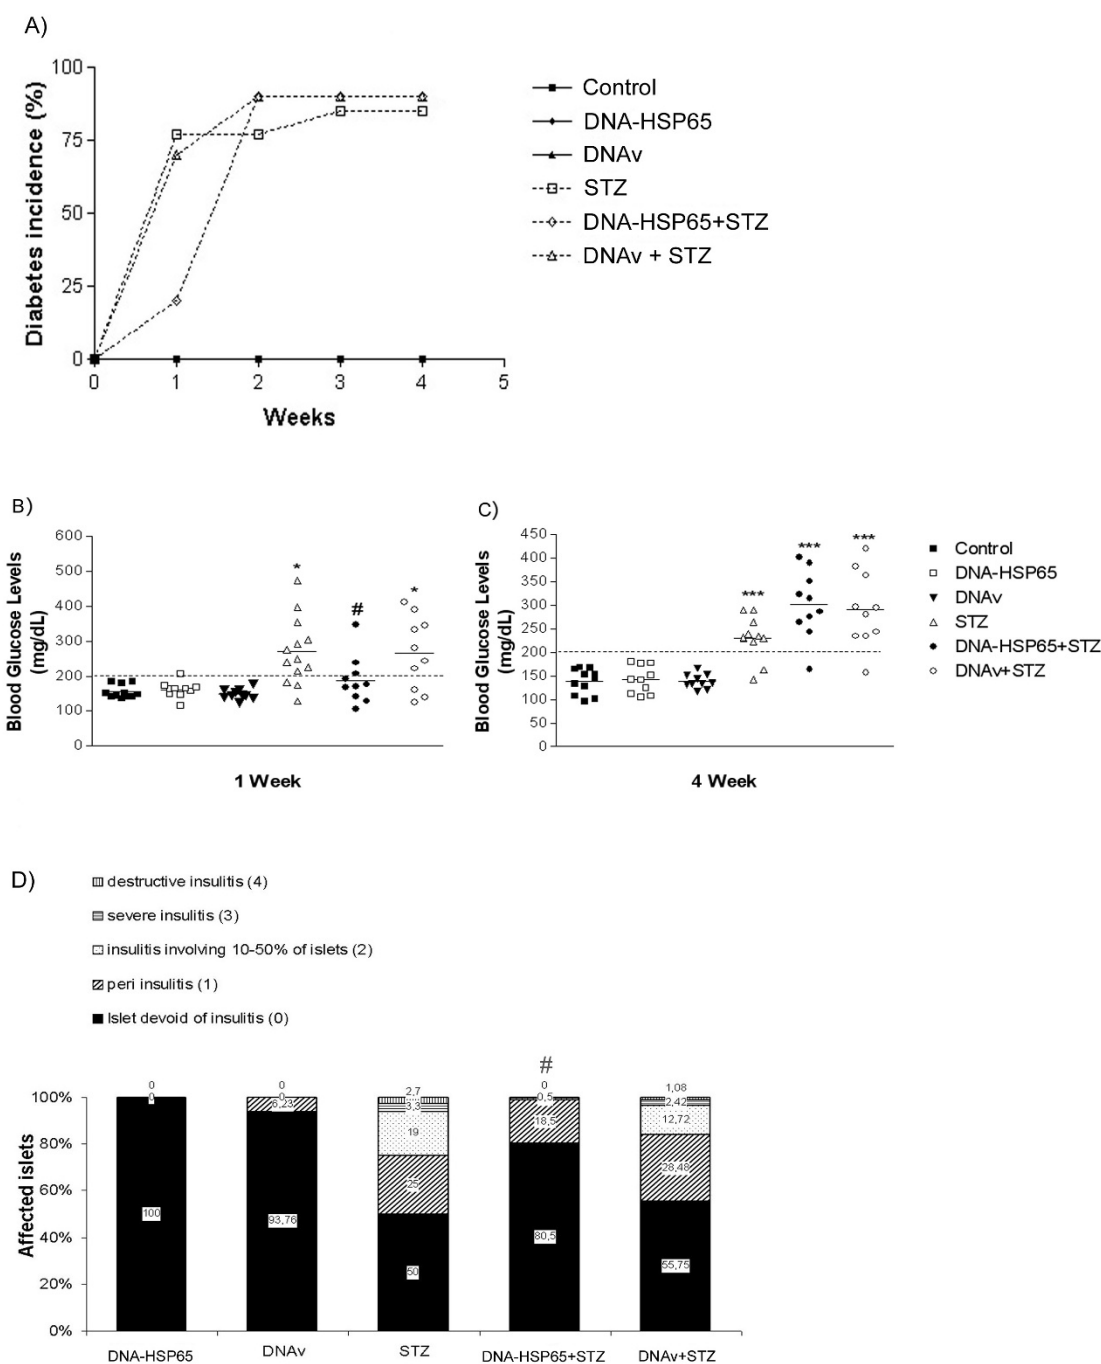 A)
Diabetes incidence (%)
100
75
50
25
0
0 1 2 3 4 5
Weeks
Control
DNA-HSP65
DNAv
STZ
DNA-HSP65+STZ
DNAv + STZ
B)
Blood Glucose Levels
(mg/dL)
600
500
400
300
200
100
0
* # *
1 Week
C)
Blood Glucose Levels
(mg/dL)
450
400
350
300
250
200
150
100
50
0
*** *** ***
4 Week
Control
DNA-HSP65
DNAv
STZ
DNA-HSP65+STZ
DNAv+STZ
D)
destructive insulitis (4)
severe insulitis (3)
insulitis involving 10-50% of islets (2)
peri insulitis (1)
Islet devoid of insulitis (0)
Affected islets
100%
80%
60%
40%
20%
0%
0
0
100
0
0
6,23
93,76
2,7
3,3
19
25
50
#
0
0,5
18,5
80,5
1,08
2,42
12,72
28,48
55,75
DNA-HSP65 DNAv STZ DNA-HSP65+STZ DNAv+STZ